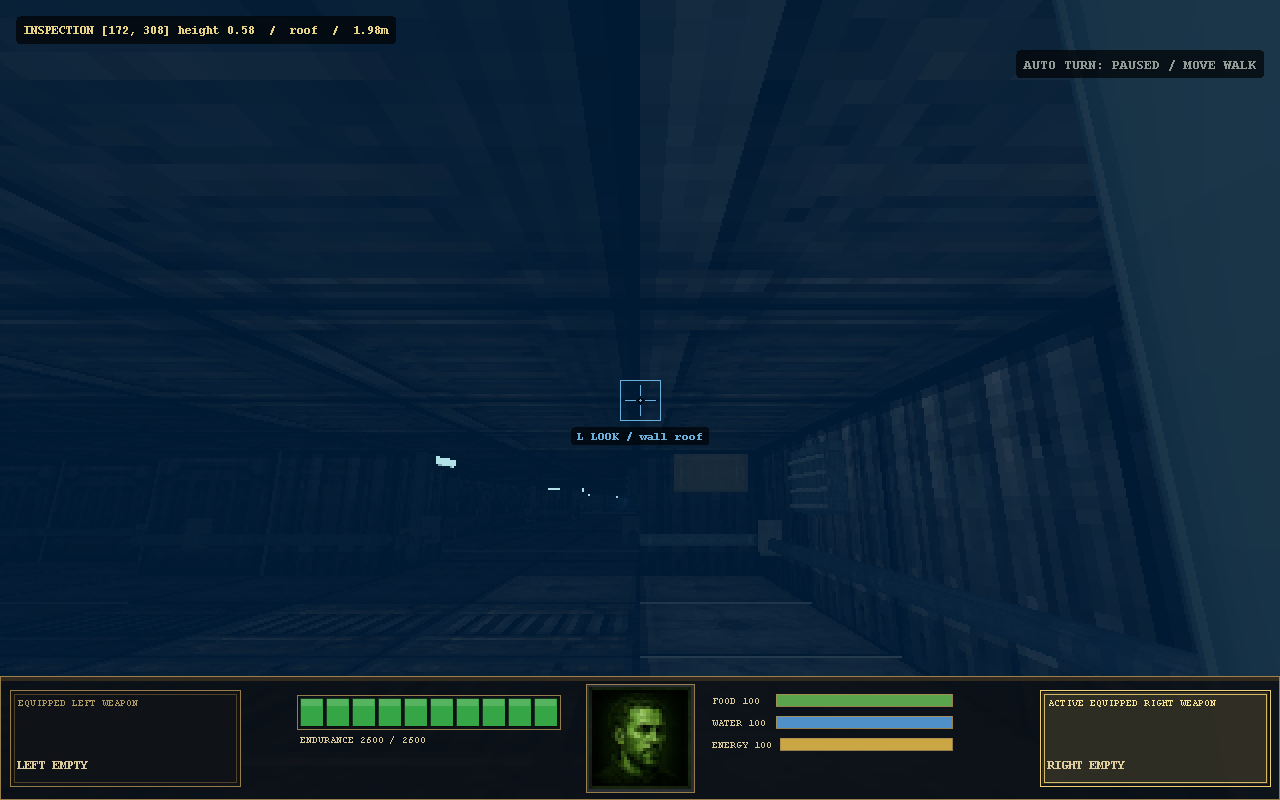 INSPECTION [172, 308] height 0.58 / roof / 1.98m
AUTO TURN: PAUSED / MOVE WALK
L LOOK / wall roof
EQUIPPED LEFT WEAPON
LEFT EMPTY
ENDURANCE 2600 / 2600
FOOD 100
WATER 100
ENERGY 100
ACTIVE EQUIPPED RIGHT WEAPON
RIGHT EMPTY